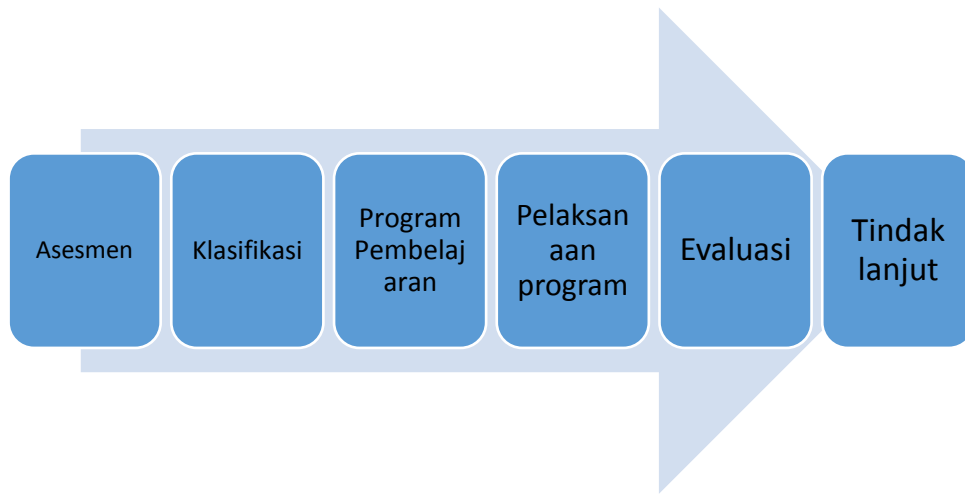 Asesmen
Klasifikasi
Program
Pembelaj
aran
Pelaksan
aan
program
Evaluasi
Tindak
lanjut